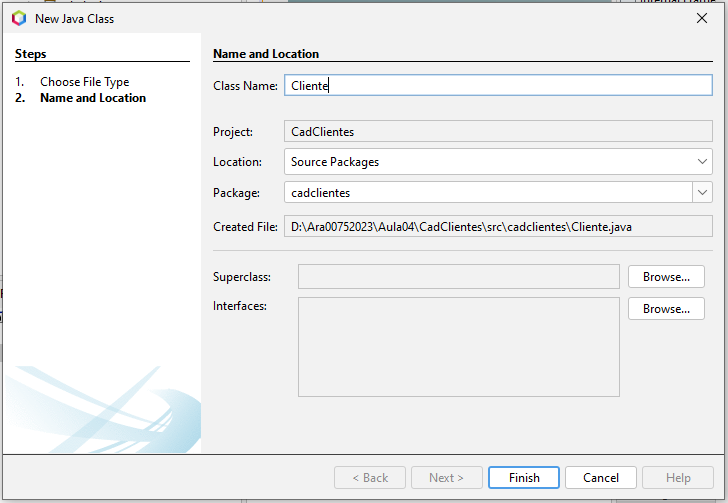 New Java Class
Steps
1. Choose File Type
2. Name and Location
Name and Location
Class Name: Cliente
Project: CadClientes
Location: Source Packages
Package: cadclientes
Created File: D:\Ara00752023\Aula04\CadClientes\src\cadclientes\Cliente.java
Superclass: Browse...
Interfaces: Browse...
< Back Next > Finish Cancel Help